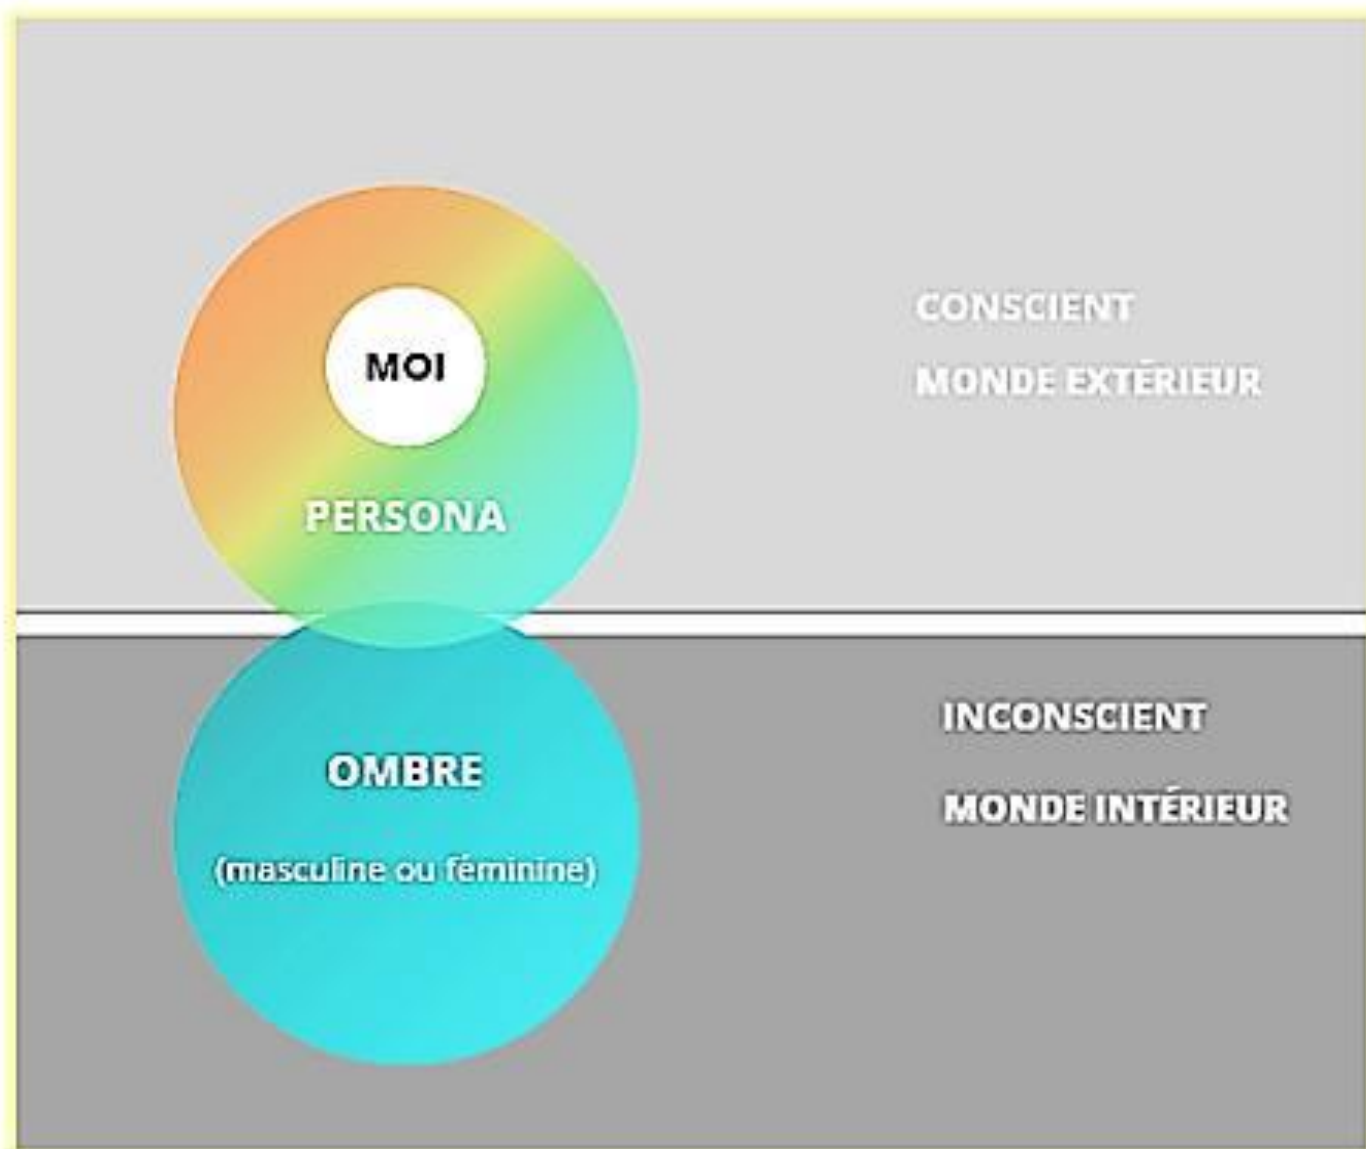 MOI
PERSONA
CONSCIENT
MONDE EXTÉRIEUR
OMBRE
(masculine ou féminine)
INCONSCIENT
MONDE INTÉRIEUR